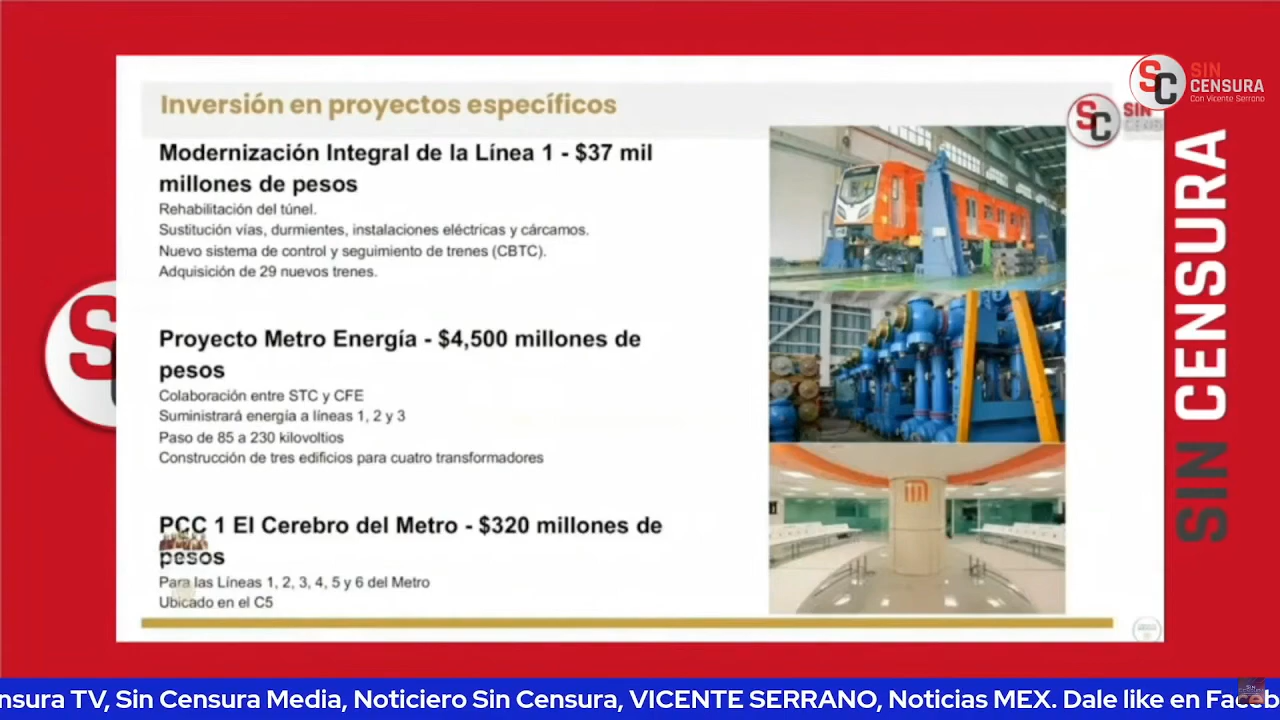 Inversión en proyectos específicos
Modernización Integral de la Línea 1 - $37 mil
millones de pesos
Rehabilitación del túnel.
Sustitución vías, durmientes, instalaciones eléctricas y cárcamos.
Nuevo sistema de control y seguimiento de trenes (CBTC).
Adquisición de 29 nuevos trenes.
Proyecto Metro Energía - $4,500 millones de
pesos
Colaboración entre STC y CFE
Suministrará energía a líneas 1, 2 y 3
Paso de 85 a 230 kilovoltios
Construcción de tres edificios para cuatro transformadores
PCC 1 El Cerebro del Metro - $320 millones de
pesos
Para las Líneas 1, 2, 3, 4, 5 y 6 del Metro
Ubicado en el C5
SC
SIN
CENSURA
Con Vicente Serrano
SC
SIN
SIN CENSURA
S
nsura TV, Sin Censura Media, Noticiero Sin Censura, VICENTE SERRANO, Noticias MEX. Dale like en Faceb